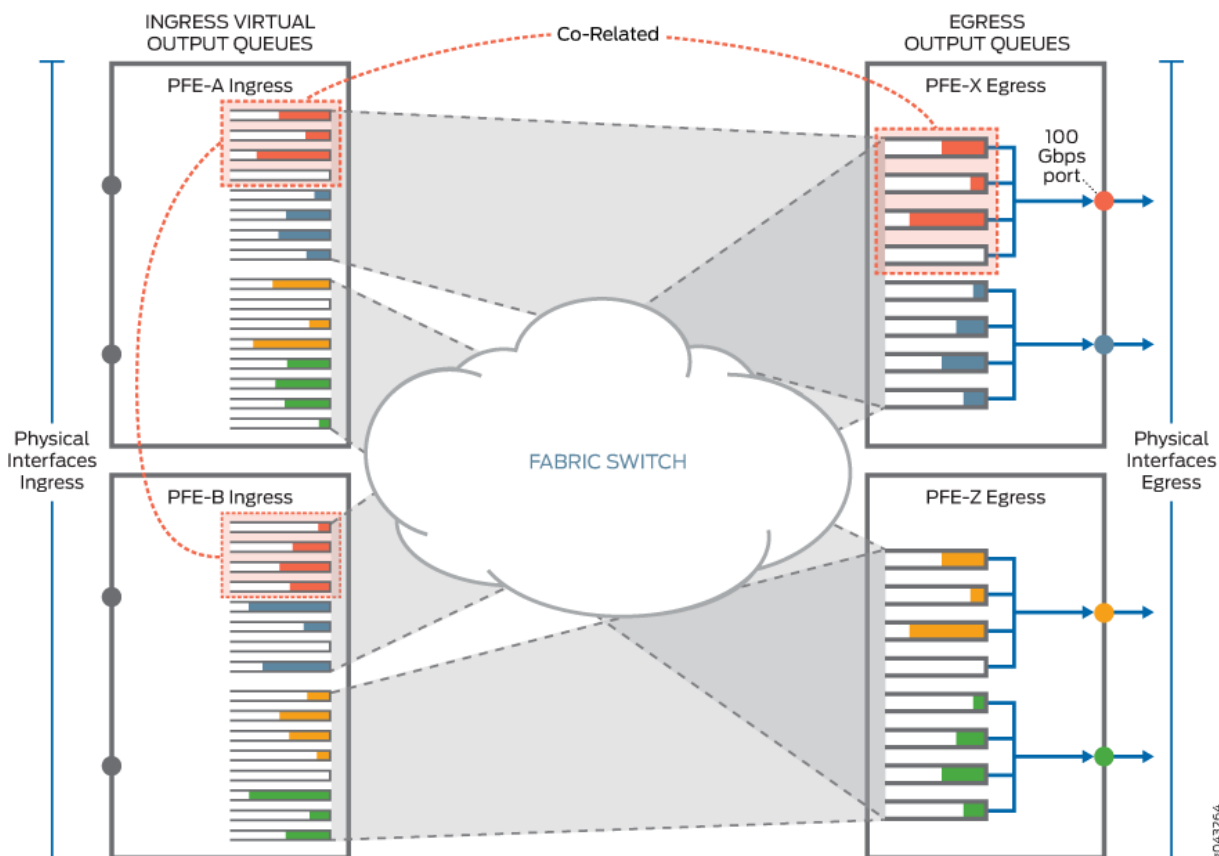 INGRESS VIRTUAL
OUTPUT QUEUES
Co-Related
EGRESS
OUTPUT QUEUES
PFE-A Ingress
PFE-X Egress
100
Gbps
port
Physical
Interfaces
Ingress
FABRIC SWITCH
Physical
Interfaces
Egress
PFE-B Ingress
PFE-Z Egress
g043264